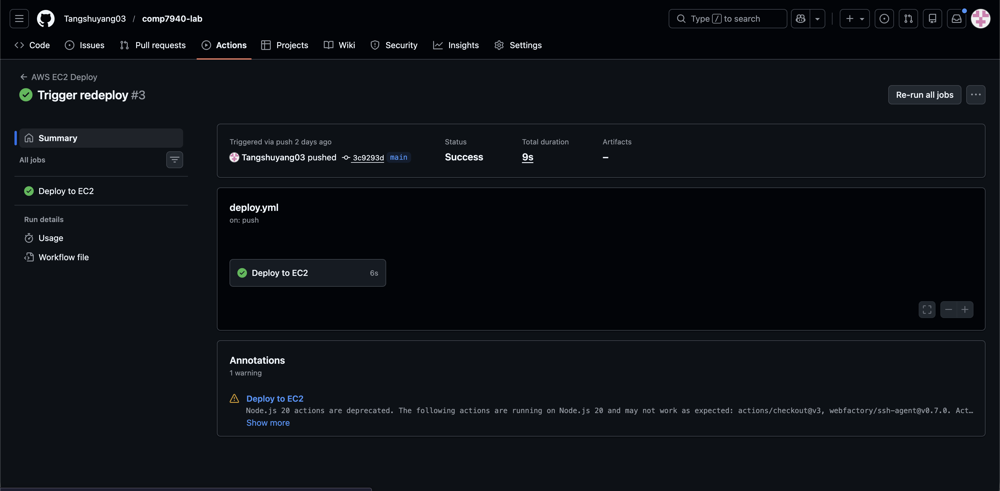 Tangshuyang03 / comp7940-lab
Type / to search
Code Issues Pull requests Actions Projects Wiki Security Insights Settings
AWS EC2 Deploy
Trigger redeploy #3
Re-run all jobs
Summary
All jobs
Deploy to EC2
Run details
Usage
Workflow file
Triggered via push 2 days ago
Tangshuyang03 pushed 3c9293d main
Status
Success
Total duration
9s
Artifacts
–
deploy.yml
on: push
Deploy to EC2 6s
Annotations
1 warning
Deploy to EC2
Node.js 20 actions are deprecated. The following actions are running on Node.js 20 and may not work as expected: actions/checkout@v3, webfactory/ssh-agent@v0.7.0. Act…
Show more